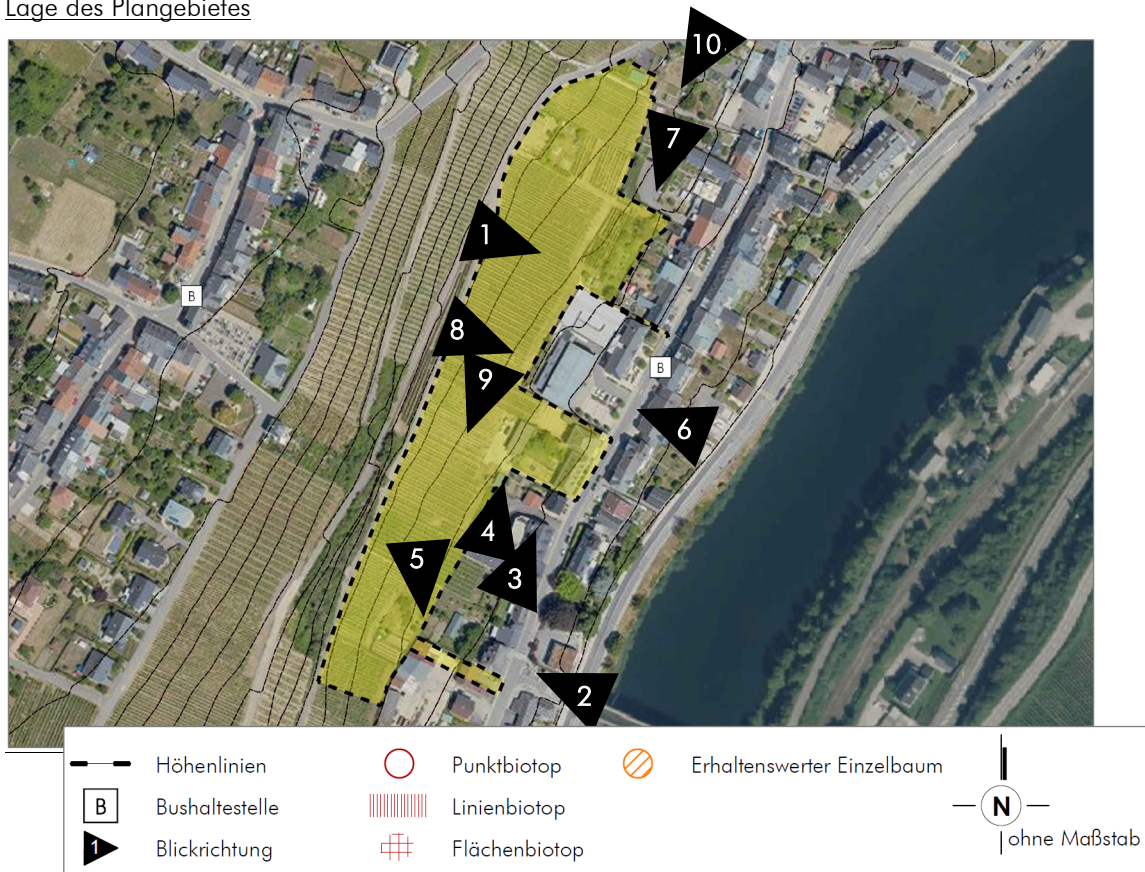 Lage des Plangebietes
10
7
1
B
8
B
9
6
4
5
3
2
Höhenlinien
Punktbiotop
Erhaltenswerter Einzelbaum
B
Bushaltestelle
Linienbiotop
N
1
Blickrichtung
Flächenbiotop
ohne Maßstab